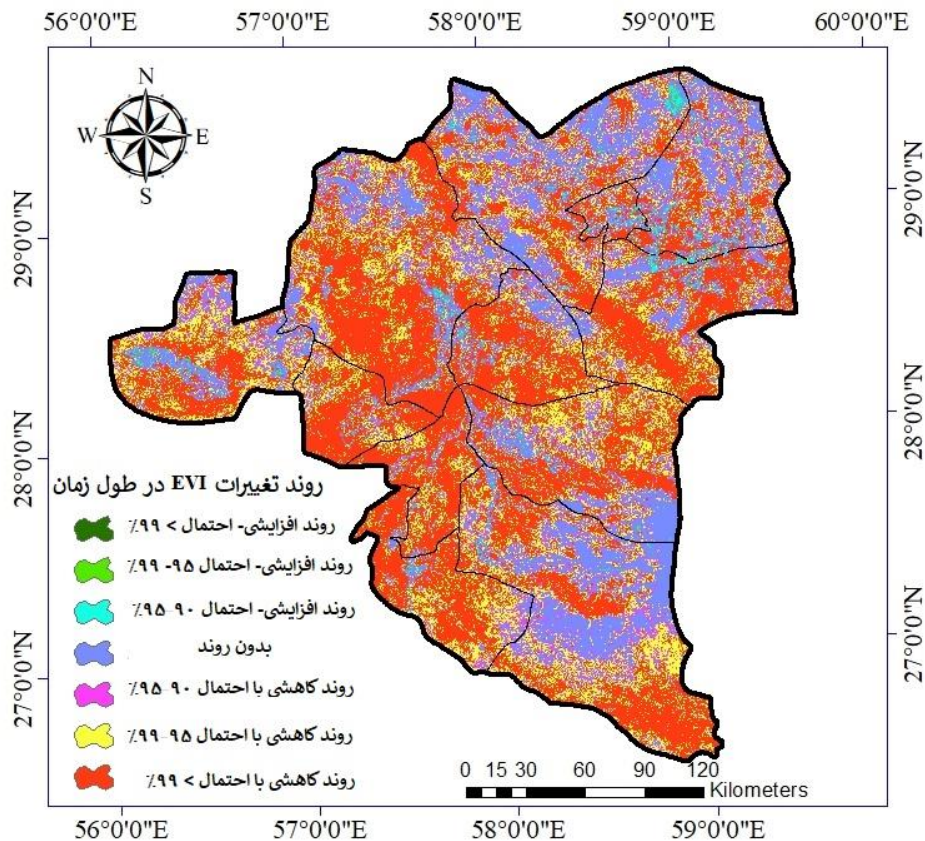 56°0'0"E 57°0'0"E 58°0'0"E 59°0'0"E 60°0'0"E
N
W E
S
29°0'0"N
29°0'0"N
28°0'0"N
28°0'0"N
27°0'0"N
27°0'0"N
روند تغییرات EVI در طول زمان
روند افزایشی- احتمال > ۹۹٪
روند افزایشی- احتمال ۹۵- ۹۹٪
روند افزایشی- احتمال ۹۰-۹۵٪
بدون روند
روند کاهشی با احتمال ۹۰-۹۵٪
روند کاهشی با احتمال ۹۵-۹۹٪
روند کاهشی با احتمال > ۹۹٪
0 15 30 60 90 120
Kilometers
56°0'0"E 57°0'0"E 58°0'0"E 59°0'0"E